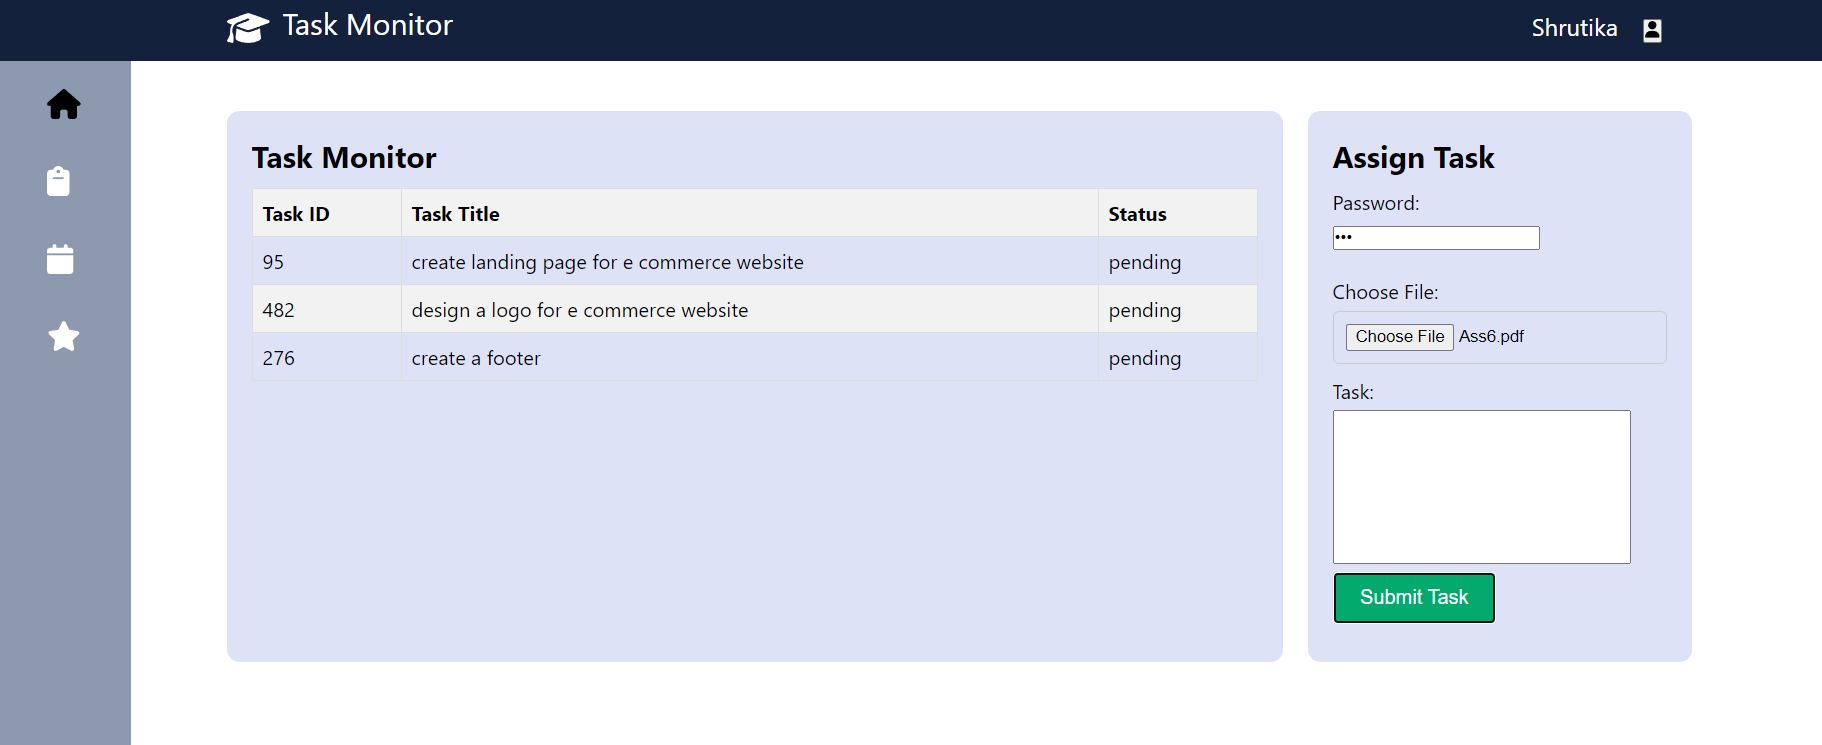 Task Monitor
Shrutika
Task Monitor
Task ID Task Title Status
95 create landing page for e commerce website pending
482 design a logo for e commerce website pending
276 create a footer pending
Assign Task
Password:
•••
Choose File:
Choose File Ass6.pdf
Task:
Submit Task